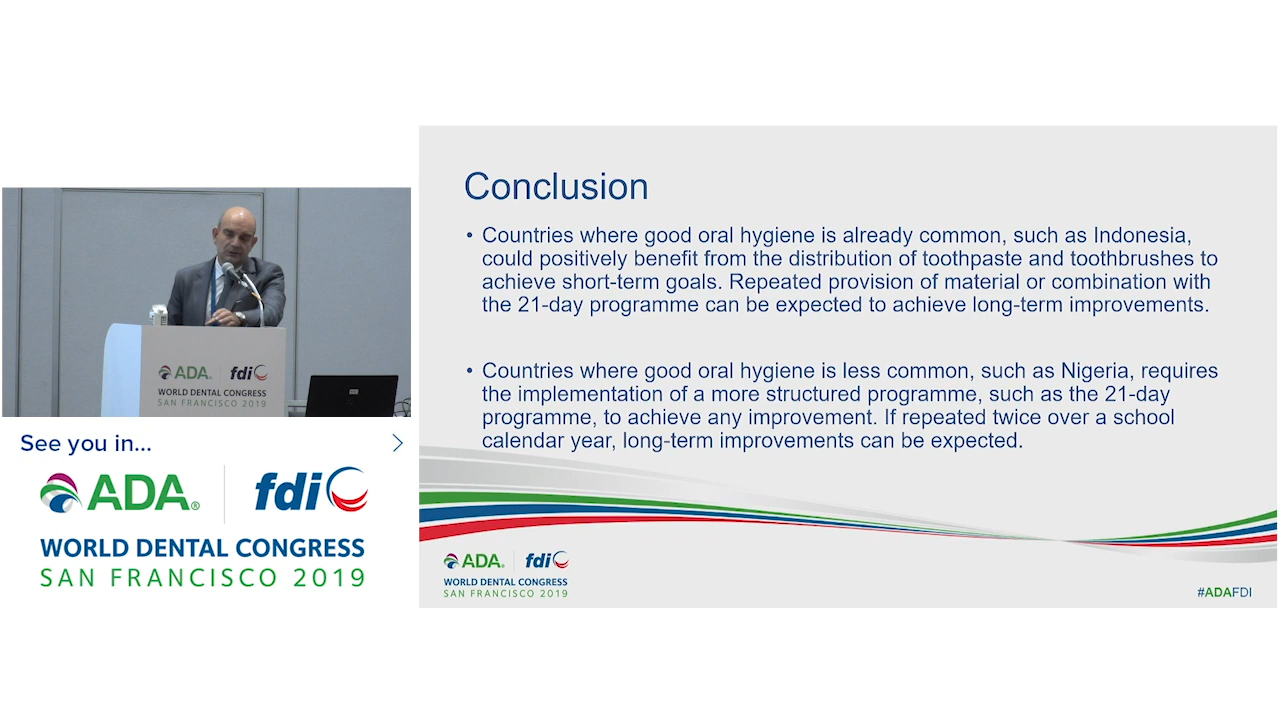 ADA. fdi
WORLD DENTAL CONGRESS
SAN FRANCISCO 2019
See you in...
ADA® fdi
WORLD DENTAL CONGRESS
SAN FRANCISCO 2019
Conclusion
• Countries where good oral hygiene is already common, such as Indonesia,
could positively benefit from the distribution of toothpaste and toothbrushes to
achieve short-term goals. Repeated provision of material or combination with
the 21-day programme can be expected to achieve long-term improvements.
• Countries where good oral hygiene is less common, such as Nigeria, requires
the implementation of a more structured programme, such as the 21-day
programme, to achieve any improvement. If repeated twice over a school
calendar year, long-term improvements can be expected.
ADA. fdi
WORLD DENTAL CONGRESS
SAN FRANCISCO 2019
#ADAFDI